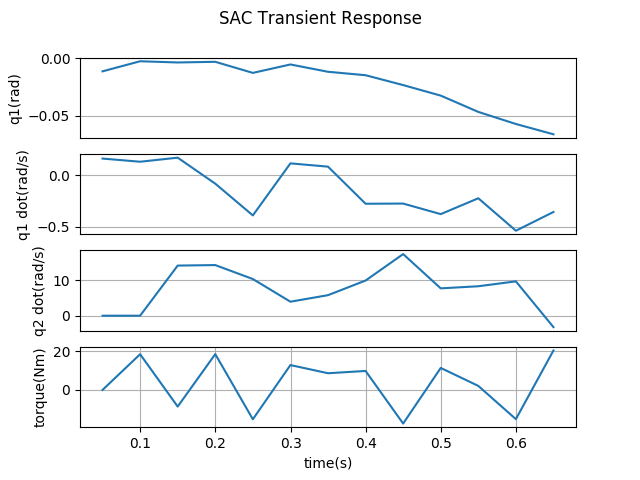 SAC Transient Response
0.00
−0.05
q1(rad)
0.0
−0.5
q1 dot(rad/s)
10
0
q2 dot(rad/s)
20
0
torque(Nm)
0.1 0.2 0.3 0.4 0.5 0.6
time(s)